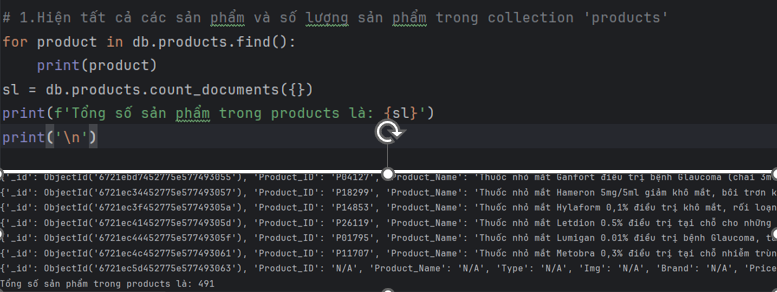 # 1.Hiện tất cả các sản phẩm và số lượng sản phẩm trong collection 'products'
for product in db.products.find():
print(product)
sl = db.products.count_documents({})
print(f'Tổng số sản phẩm trong products là: {sl}')
print('\n')
{'_id': ObjectId('6721ebd7452775e577493055'), 'Product_ID': 'P04127', 'Product_Name': 'Thuốc nhỏ mắt Ganfort điều trị bệnh Glaucoma (chai 3m
{'_id': ObjectId('6721ec34452775e577493057'), 'Product_ID': 'P18299', 'Product_Name': 'Thuốc nhỏ mắt Hameron 5mg/5ml giảm khô mắt, bôi trơn k
{'_id': ObjectId('6721ec3f452775e57749305a'), 'Product_ID': 'P14853', 'Product_Name': 'Thuốc nhỏ mắt Hylaform 0,1% điều trị khô mắt, rối loạn
{'_id': ObjectId('6721ec41452775e57749305d'), 'Product_ID': 'P26119', 'Product_Name': 'Thuốc nhỏ mắt Letdion 0.5% điều trị tại chỗ cho những
{'_id': ObjectId('6721ec44452775e57749305f'), 'Product_ID': 'P01795', 'Product_Name': 'Thuốc nhỏ mắt Lumigan 0.01% điều trị bệnh Glaucoma, tă
{'_id': ObjectId('6721ec4c452775e577493061'), 'Product_ID': 'P11707', 'Product_Name': 'Thuốc nhỏ mắt Metobra 0,3% điều trị tại chỗ nhiễm trùn
{'_id': ObjectId('6721ec5d452775e577493063'), 'Product_ID': 'N/A', 'Product_Name': 'N/A', 'Type': 'N/A', 'Img': 'N/A', 'Brand': 'N/A', 'Price
Tổng số sản phẩm trong products là: 491